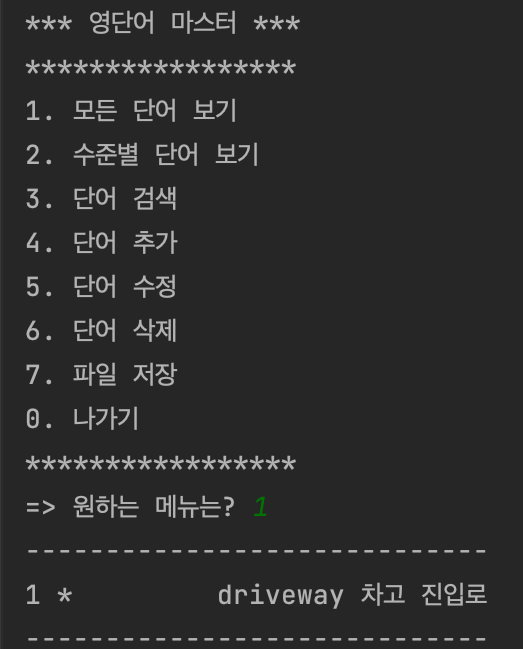 *** 영단어 마스터 ***
*****************
1. 모든 단어 보기
2. 수준별 단어 보기
3. 단어 검색
4. 단어 추가
5. 단어 수정
6. 단어 삭제
7. 파일 저장
0. 나가기
*****************
=> 원하는 메뉴는? 1
-----------------------------
1 *         driveway 차고 진입로
-----------------------------